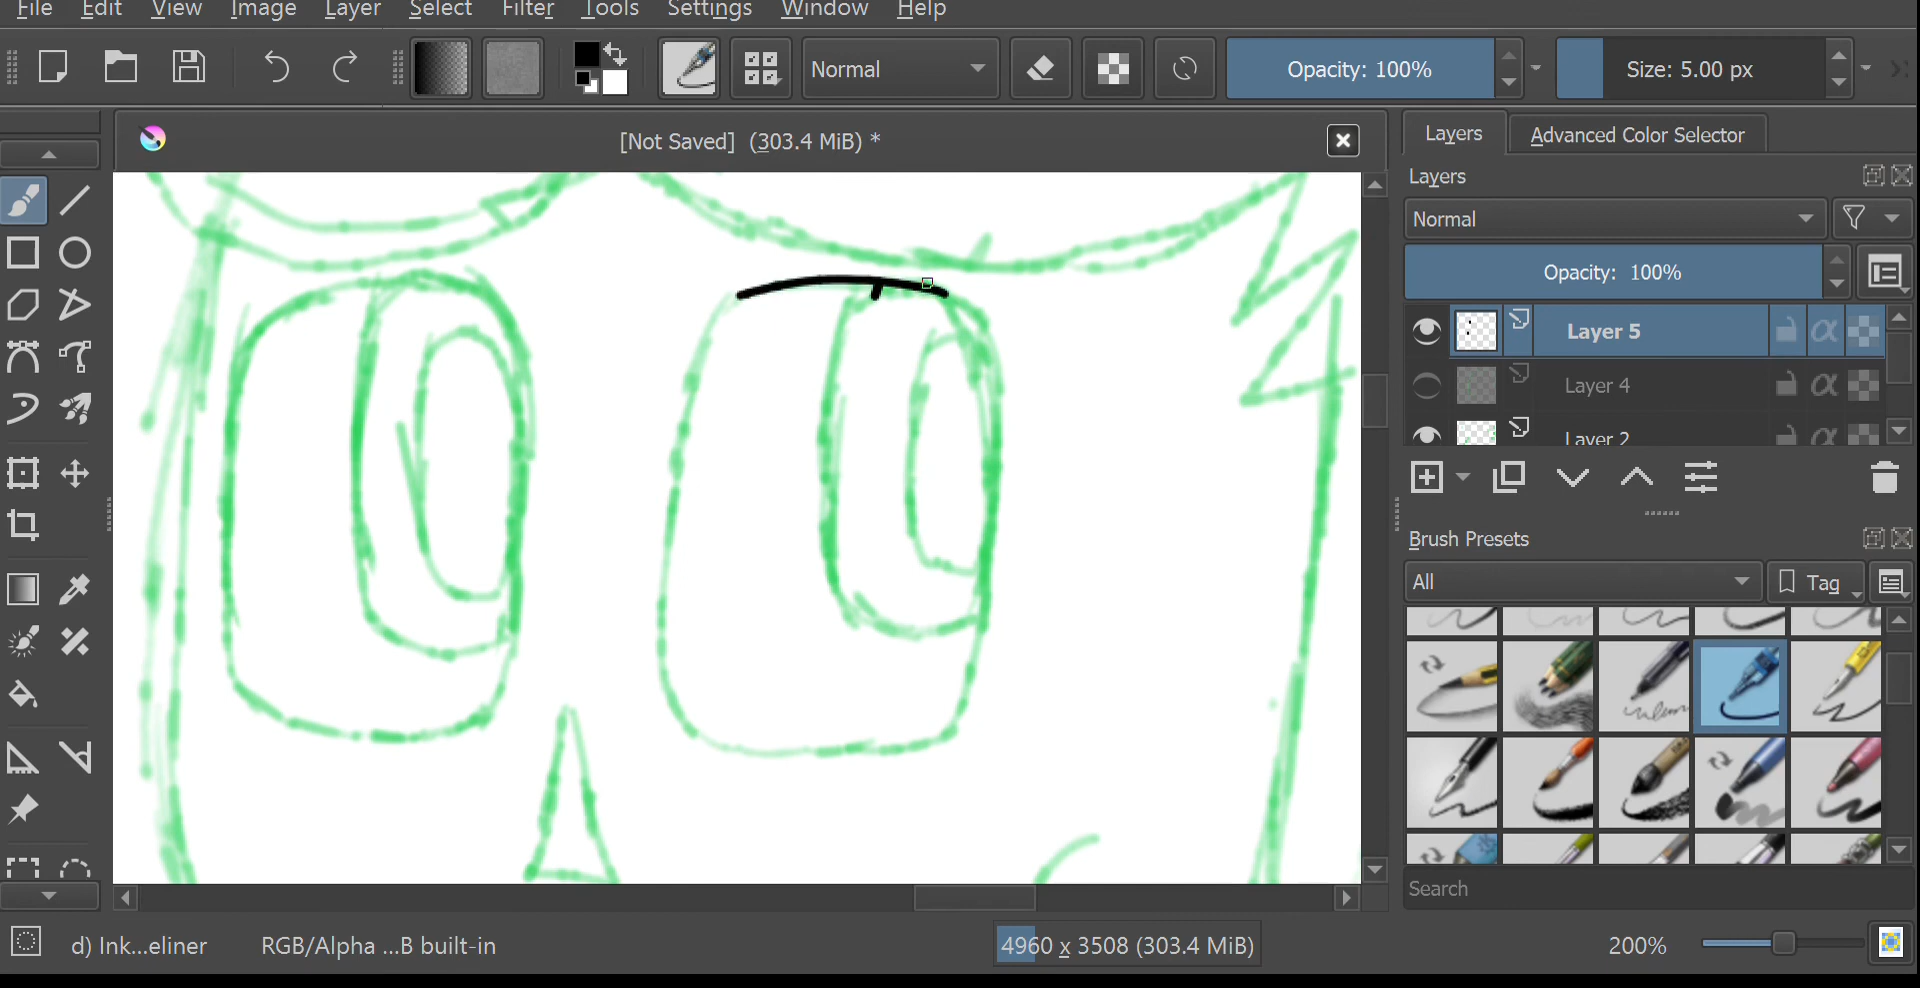 File Edit View Image Layer Select Filter Tools Settings Window Help
Normal Opacity: 100% Size: 5.00 px
[Not Saved] (303.4 MiB) *
Layers Advanced Color Selector
Layers
Normal
Opacity: 100%
Layer 5
Layer 4
Layer 2
Brush Presets
All Tag
Search
d) Ink...eliner RGB/Alpha ...B built-in 4960 x 3508 (303.4 MiB) 200%